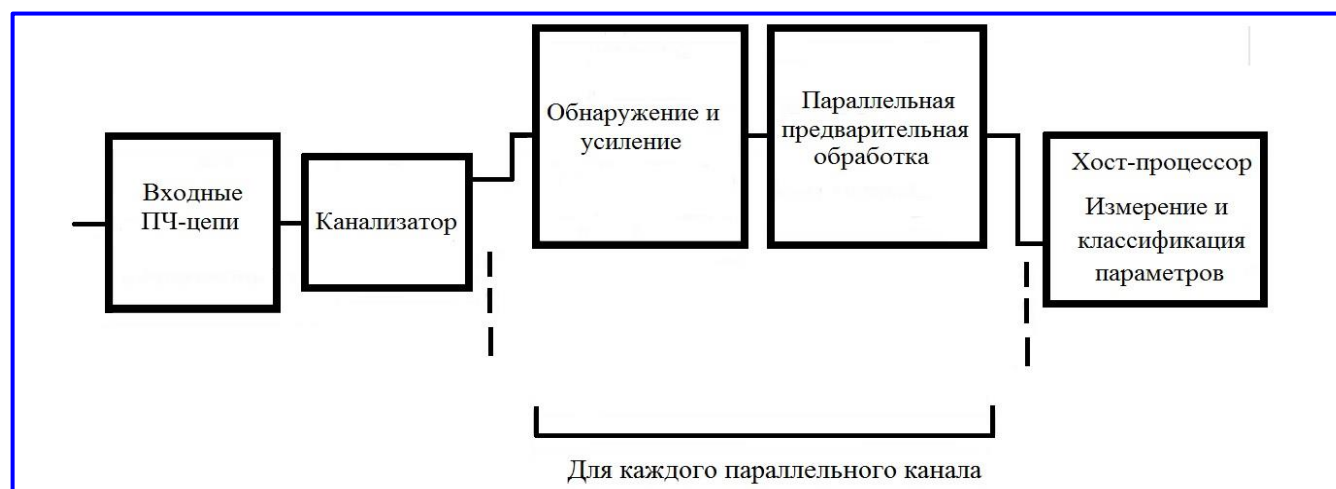 Входные
ПЧ-цепи
Канализатор
Обнаружение и
усиление
Параллельная
предварительная
обработка
Хост-процессор
Измерение и
классификация
параметров
Для каждого параллельного канала